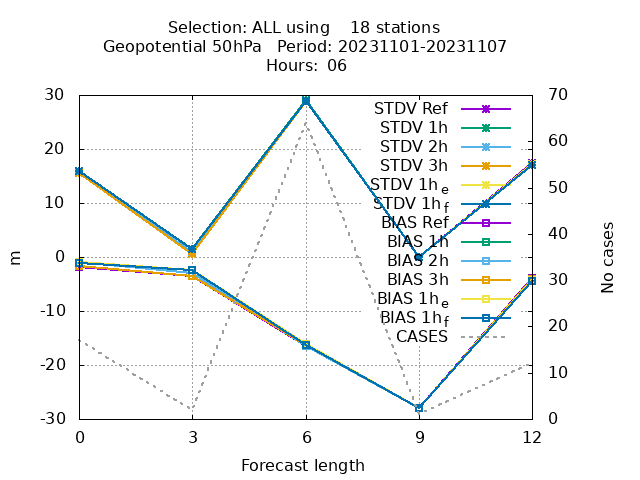 Selection: ALL using    18 stations
Geopotential 50hPa   Period: 20231101-20231107
Hours: 06
30
20
10
0
-10
-20
-30
m
70
60
50
40
30
20
10
0
No cases
STDV Ref
STDV 1h
STDV 2h
STDV 3h
STDV 1he
STDV 1hf
BIAS Ref
BIAS 1h
BIAS 2h
BIAS 3h
BIAS 1he
BIAS 1hf
CASES
0 3 6 9 12
Forecast length